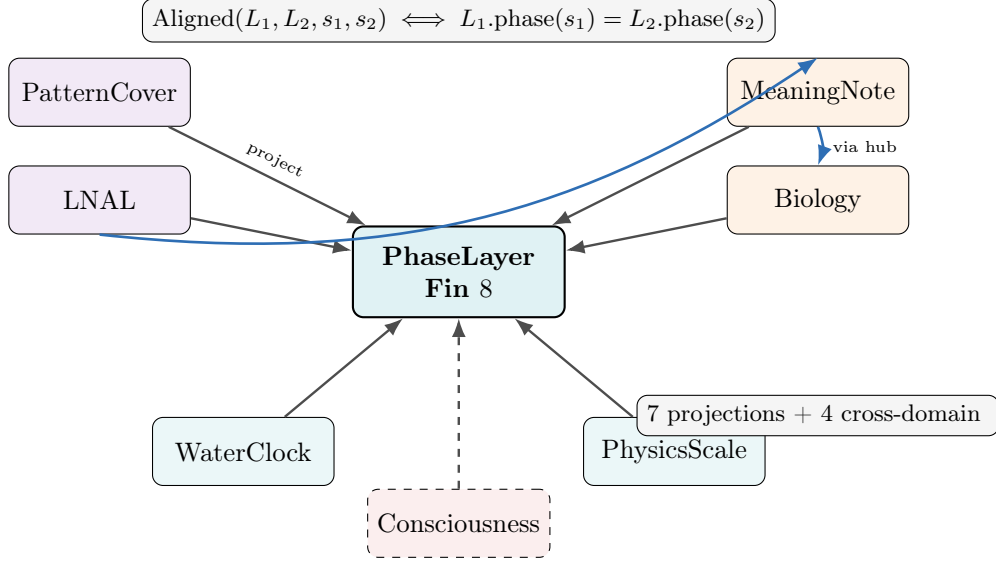 Aligned(L₁, L₂, s₁, s₂) ⟺ L₁.phase(s₁) = L₂.phase(s₂)
PatternCover
MeaningNote
project
via hub
LNAL
Biology
PhaseLayer
Fin 8
7 projections + 4 cross-domain
WaterClock
PhysicsScale
Consciousness